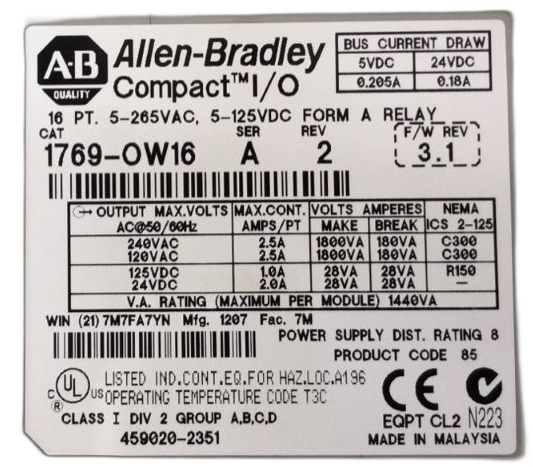 A-B Allen-Bradley
QUALITY Compact™ I/O
BUS CURRENT DRAW
5VDC 24VDC
0.205A 0.18A
16 PT. 5-265VAC, 5-125VDC FORM A RELAY
CAT SER REV F/W REV
1769-OW16 A 2 3.1
OUTPUT MAX.VOLTS MAX.CONT. VOLTS AMPERES NEMA
AC@50/60Hz AMPS/PT MAKE BREAK ICS 2-125
240VAC 2.5A 1800VA 180VA C300
120VAC 2.5A 1800VA 180VA C300
125VDC 1.0A 28VA 28VA R150
24VDC 2.0A 28VA 28VA —
V.A. RATING (MAXIMUM PER MODULE) 1440VA
WIN (21) 7M7FA7YN Mfg. 1207 Fac. 7M
POWER SUPPLY DIST. RATING 8
PRODUCT CODE 85
C UL US ® LISTED IND.CONT.EQ.FOR HAZ.LOC.A196
OPERATING TEMPERATURE CODE T3C
CE
CLASS I DIV 2 GROUP A,B,C,D
EQPT CL2 N223
459020-2351
MADE IN MALAYSIA